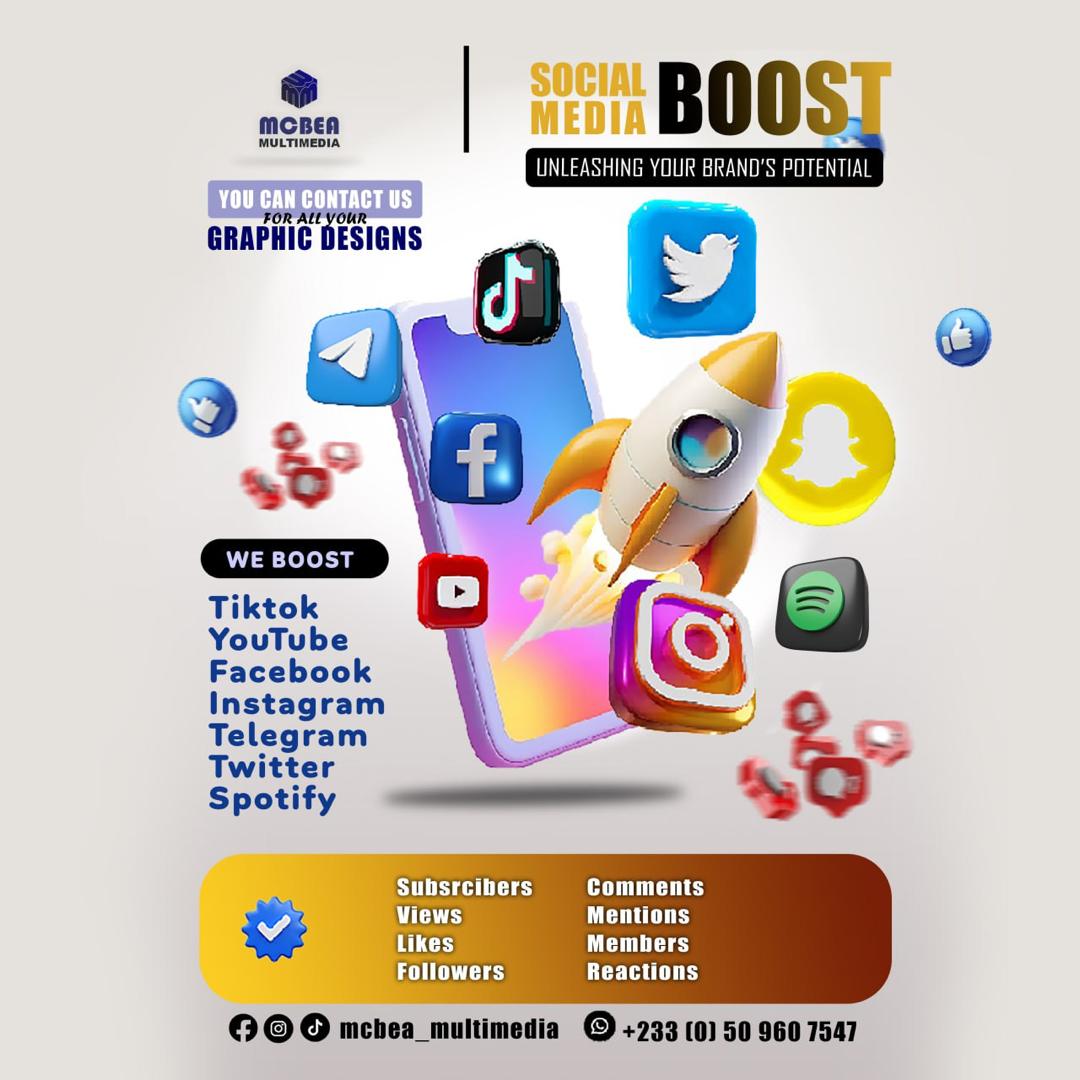 MCBEA
MULTIMEDIA
SOCIAL
MEDIA
BOOST
UNLEASHING YOUR BRAND'S POTENTIAL
YOU CAN CONTACT US
FOR ALL YOUR
GRAPHIC DESIGNS
WE BOOST
Tiktok
YouTube
Facebook
Instagram
Telegram
Twitter
Spotify
Subsrcibers
Views
Likes
Followers
Comments
Mentions
Members
Reactions
mcbea_multimedia
+233 (0) 50 960 7547